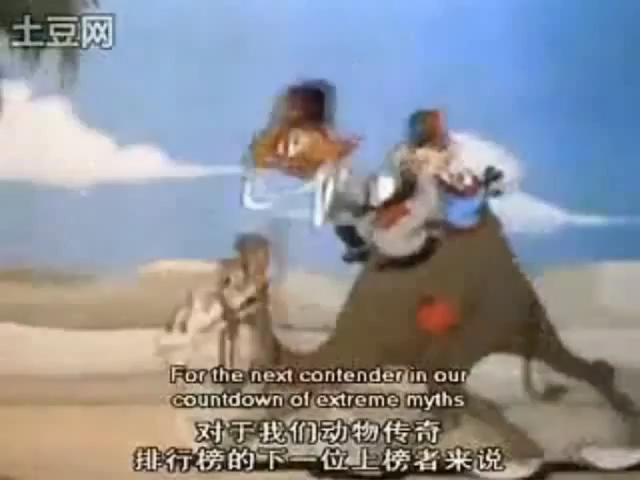 土豆网
For the next contender in our
countdown of extreme myths
对于我们动物传奇
排行榜的下一位上榜者来说